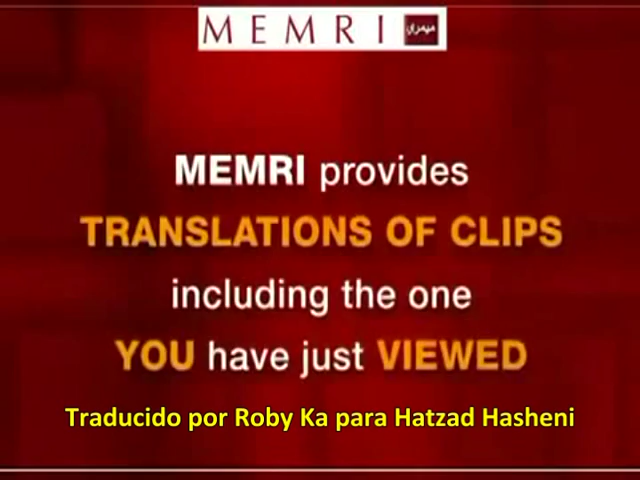 MEMRI ميمري
MEMRI provides
TRANSLATIONS OF CLIPS
including the one
YOU have just VIEWED
Traducido por Roby Ka para Hatzad Hasheni